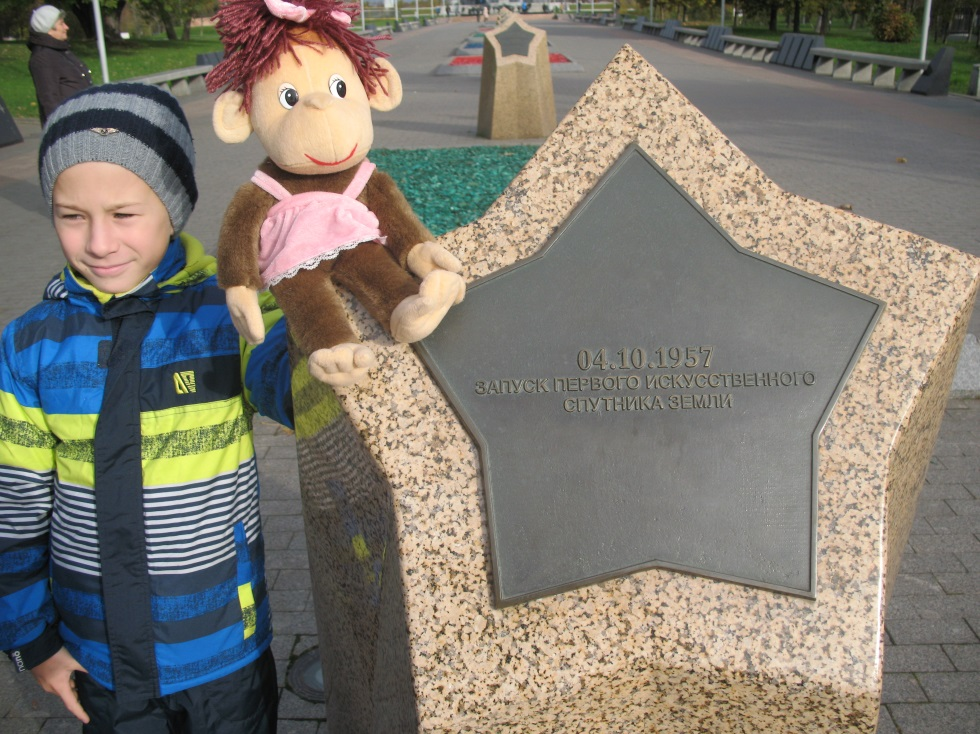 04.10.1957
ЗАПУСК ПЕРВОГО ИСКУССТВЕННОГО
СПУТНИКА ЗЕМЛИ